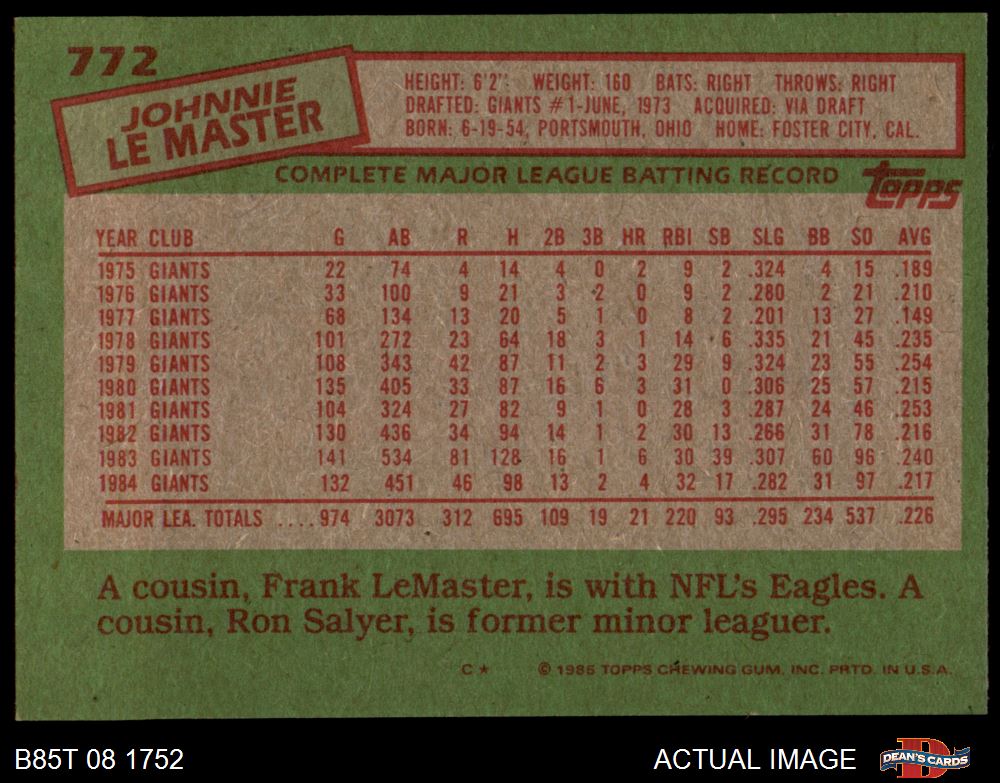 772
JOHNNIE
LE MASTER
HEIGHT: 6'2" WEIGHT: 160 BATS: RIGHT THROWS: RIGHT
DRAFTED: GIANTS #1-JUNE, 1973 ACQUIRED: VIA DRAFT
BORN: 6-19-54, PORTSMOUTH, OHIO HOME: FOSTER CITY, CAL.
COMPLETE MAJOR LEAGUE BATTING RECORD
topps
YEAR CLUB G AB R H 2B 3B HR RBI SB SLG BB SO AVG
1975 GIANTS 22 74 4 14 4 0 2 9 2 .324 4 15 .189
1976 GIANTS 33 100 9 21 3 2 0 9 2 .280 2 21 .210
1977 GIANTS 68 134 13 20 5 1 0 8 2 .201 13 27 .149
1978 GIANTS 101 272 23 64 18 3 1 14 6 .335 21 45 .235
1979 GIANTS 108 343 42 87 11 2 3 29 9 .324 23 55 .254
1980 GIANTS 135 405 33 87 16 6 3 31 0 .306 25 57 .215
1981 GIANTS 104 324 27 82 9 1 0 28 3 .287 24 46 .253
1982 GIANTS 130 436 34 94 14 1 2 30 13 .266 31 78 .216
1983 GIANTS 141 534 81 128 16 1 6 30 39 .307 60 96 .240
1984 GIANTS 132 451 46 98 13 2 4 32 17 .282 31 97 .217
MAJOR LEA. TOTALS .... 974 3073 312 695 109 19 21 220 93 .295 234 537 .226
A cousin, Frank LeMaster, is with NFL's Eagles. A
cousin, Ron Salyer, is former minor leaguer.
C ★ © 1985 TOPPS CHEWING GUM, INC. PRTD. IN U.S.A.
B85T 08 1752 ACTUAL IMAGE DEAN'S CARDS